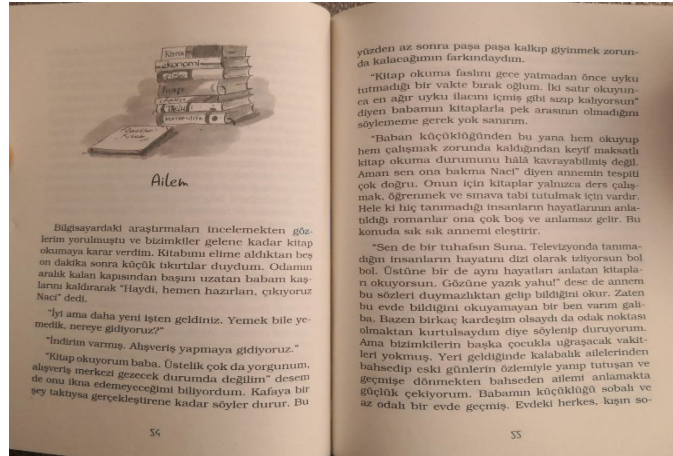 ekonomi
Ailem
Bilgisayardaki araştırmaları incelemekten göz-
lerim yorulmuştu ve bizimkiler gelene kadar kitap
okumaya karar verdim. Kitabımı elime aldıktan beş
on dakika sonra küçük tıkırtılar duydum. Odamın
aralık kalan kapısından başını uzatan babam kaş-
larını kaldırarak “Haydi, hemen hazırlan, çıkıyoruz
Naci” dedi.
“İyi ama daha yeni işten geldiniz. Yemek bile ye-
medik, nereye gidiyoruz?”
“İndirim varmış. Alışveriş yapmaya gidiyoruz.”
“Kitap okuyorum baba. Üstelik çok da yorgunum,
alışveriş merkezi gezecek durumda değilim” desem
de onu ikna edemeyeceğimi biliyordum. Kafaya bir
şey taktıysa gerçekleştirene kadar söyler durur. Bu
54
yüzden az sonra paşa paşa kalkıp giyinmek zorun-
da kalacağımın farkındaydım.
“Kitap okuma faslını gece yatmadan önce uyku
tutmadığı bir vakte bırak oğlum. İki satır okuyun-
ca en ağır uyku ilacını içmiş gibi sızıp kalıyorsun”
diyen babamın kitaplarla pek arasının olmadığını
söylememe gerek yok sanırım.
“Baban küçüklüğünden bu yana hem okuyup
hem çalışmak zorunda kaldığından keyif maksatlı
kitap okuma durumunu hâlâ kavrayabilmiş değil.
Aman sen ona bakma Naci” diyen annemin tespiti
çok doğru. Onun için kitaplar yalnızca ders çalış-
mak, öğrenmek ve sınava tabi tutulmak için vardır.
Hele ki hiç tanımadığı insanların hayatlarının anla-
tıldığı romanlar ona çok boş ve anlamsız gelir. Bu
konuda sık sık annemi eleştirir.
“Sen de bir tuhafsın Suna. Televizyonda tanıma-
dığın insanların hayatını dizi olarak izliyorsun bol
bol. Üstüne bir de aynı hayatları anlatan kitapla-
rı okuyorsun. Gözüne yazık yahu!” dese de annem
bu sözleri duymazlıktan gelip bildiğini okur. Zaten
bu evde bildiğini okuyamayan bir ben varım gali-
ba. Bazen birkaç kardeşim olsaydı da odak noktası
olmaktan kurtulsaydım diye söylenip duruyorum.
Ama bizimkilerin başka çocukla uğraşacak vakit-
leri yokmuş. Yeri geldiğinde kalabalık ailelerinden
bahsedip eski günlerin özlemiyle yanıp tutuşan ve
geçmişe dönmekten bahseden ailemi anlamakta
güçlük çekiyorum. Babamın küçüklüğü sobalı ve
az odalı bir evde geçmiş. Evdeki herkes, kışın so-
55